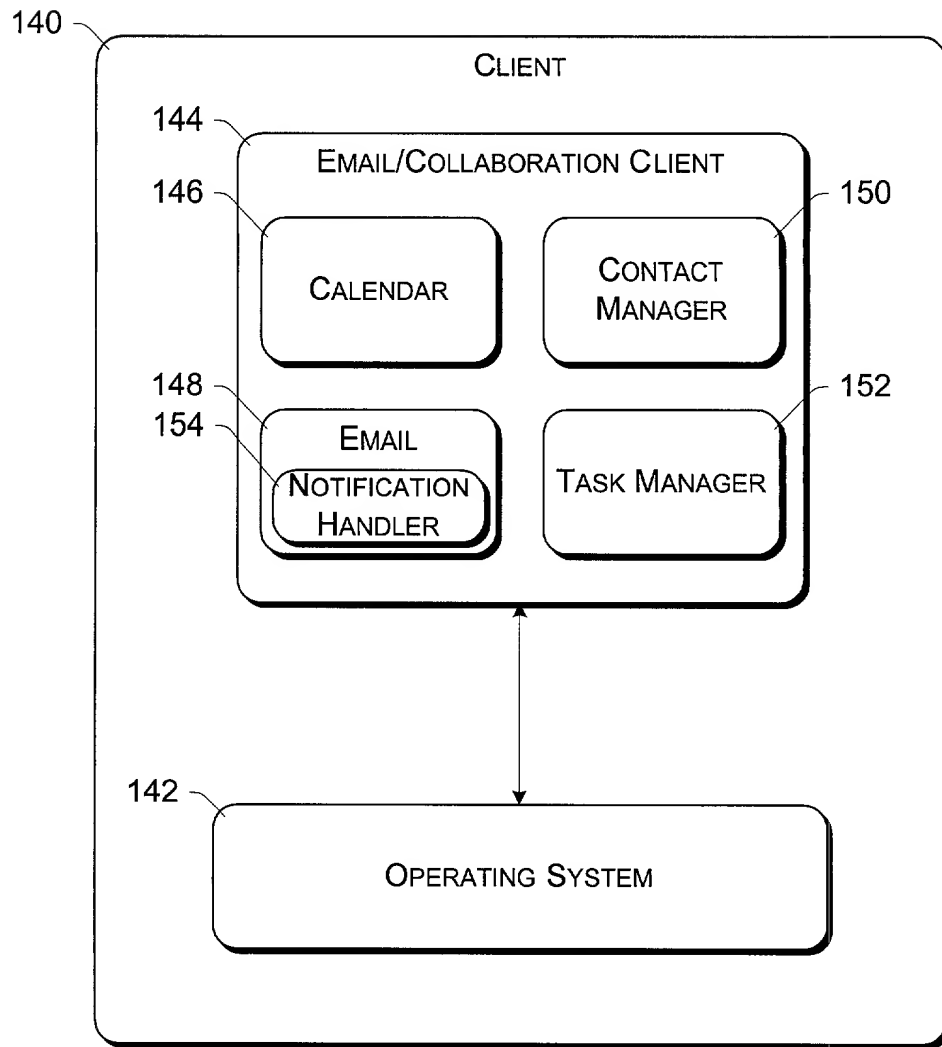 140
CLIENT
144
EMAIL/COLLABORATION CLIENT
146
150
CALENDAR
CONTACT
MANAGER
148
152
154
EMAIL
NOTIFICATION
HANDLER
TASK MANAGER
142
OPERATING SYSTEM